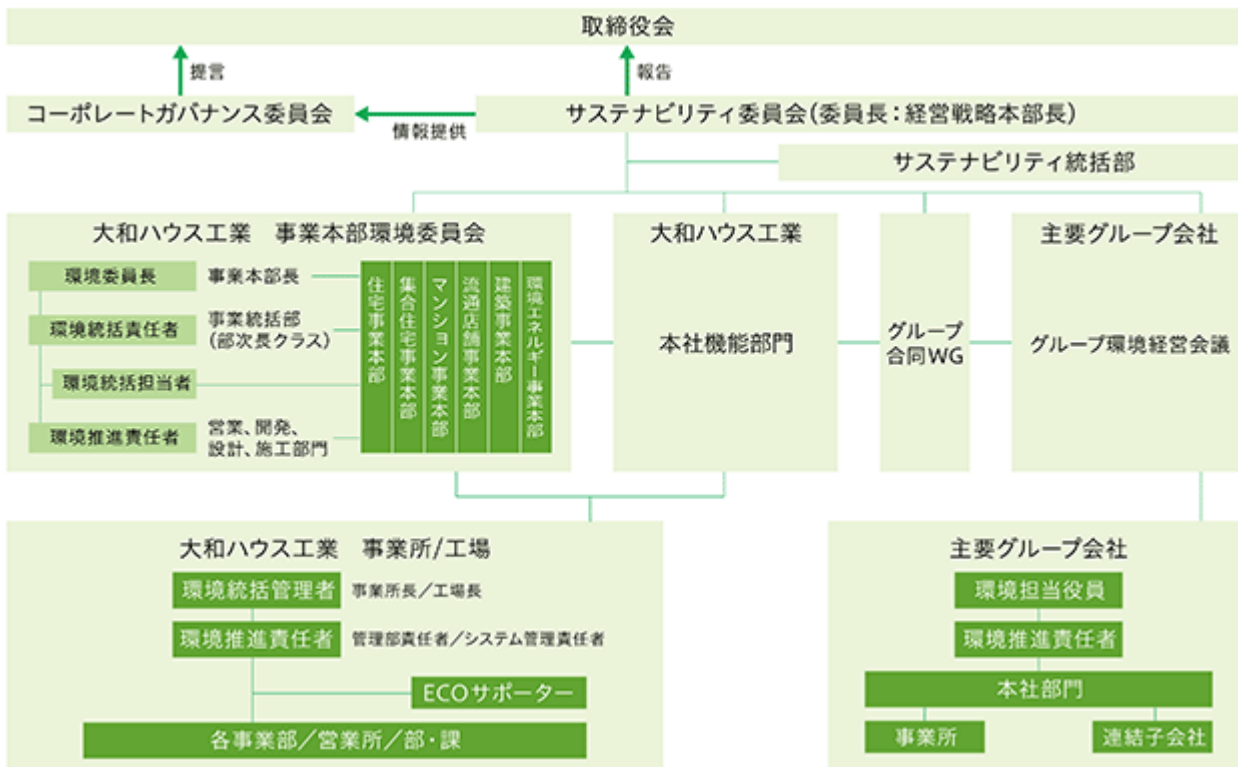 取締役会
提言
報告
コーポレートガバナンス委員会
情報提供
サステナビリティ委員会(委員長:経営戦略本部長)
サステナビリティ統括部
大和ハウス工業 事業本部環境委員会
環境委員長
事業本部長
環境統括責任者
事業統括部
(部次長クラス)
環境統括担当者
環境推進責任者
営業、開発、
設計、施工部門
住宅事業本部
集合住宅事業本部
マンション事業本部
流通店舗事業本部
建築事業本部
環境エネルギー事業本部
大和ハウス工業
本社機能部門
グループ
合同WG
主要グループ会社
グループ環境経営会議
大和ハウス工業 事業所/工場
環境統括管理者
事業所長/工場長
環境推進責任者
管理部責任者/システム管理責任者
ECOサポーター
各事業部/営業所/部・課
主要グループ会社
環境担当役員
環境推進責任者
本社部門
事業所
連結子会社